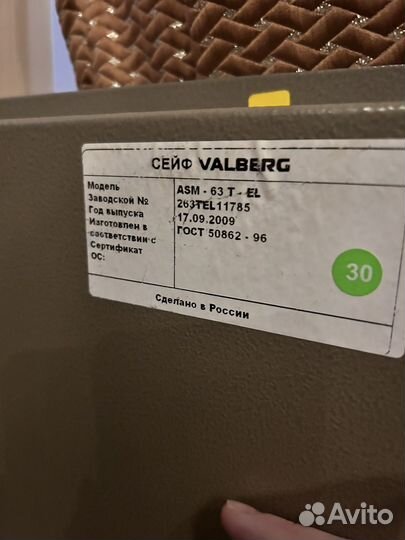 СЕЙФ VALBERG
Модель ASM - 63 T - EL
Заводской № 263TEL11785
Год выпуска 17.09.2009
Изготовлен в ГОСТ 50862 - 96
соответствии с
Сертификат
ОС:
30
Сделано в России
Avito